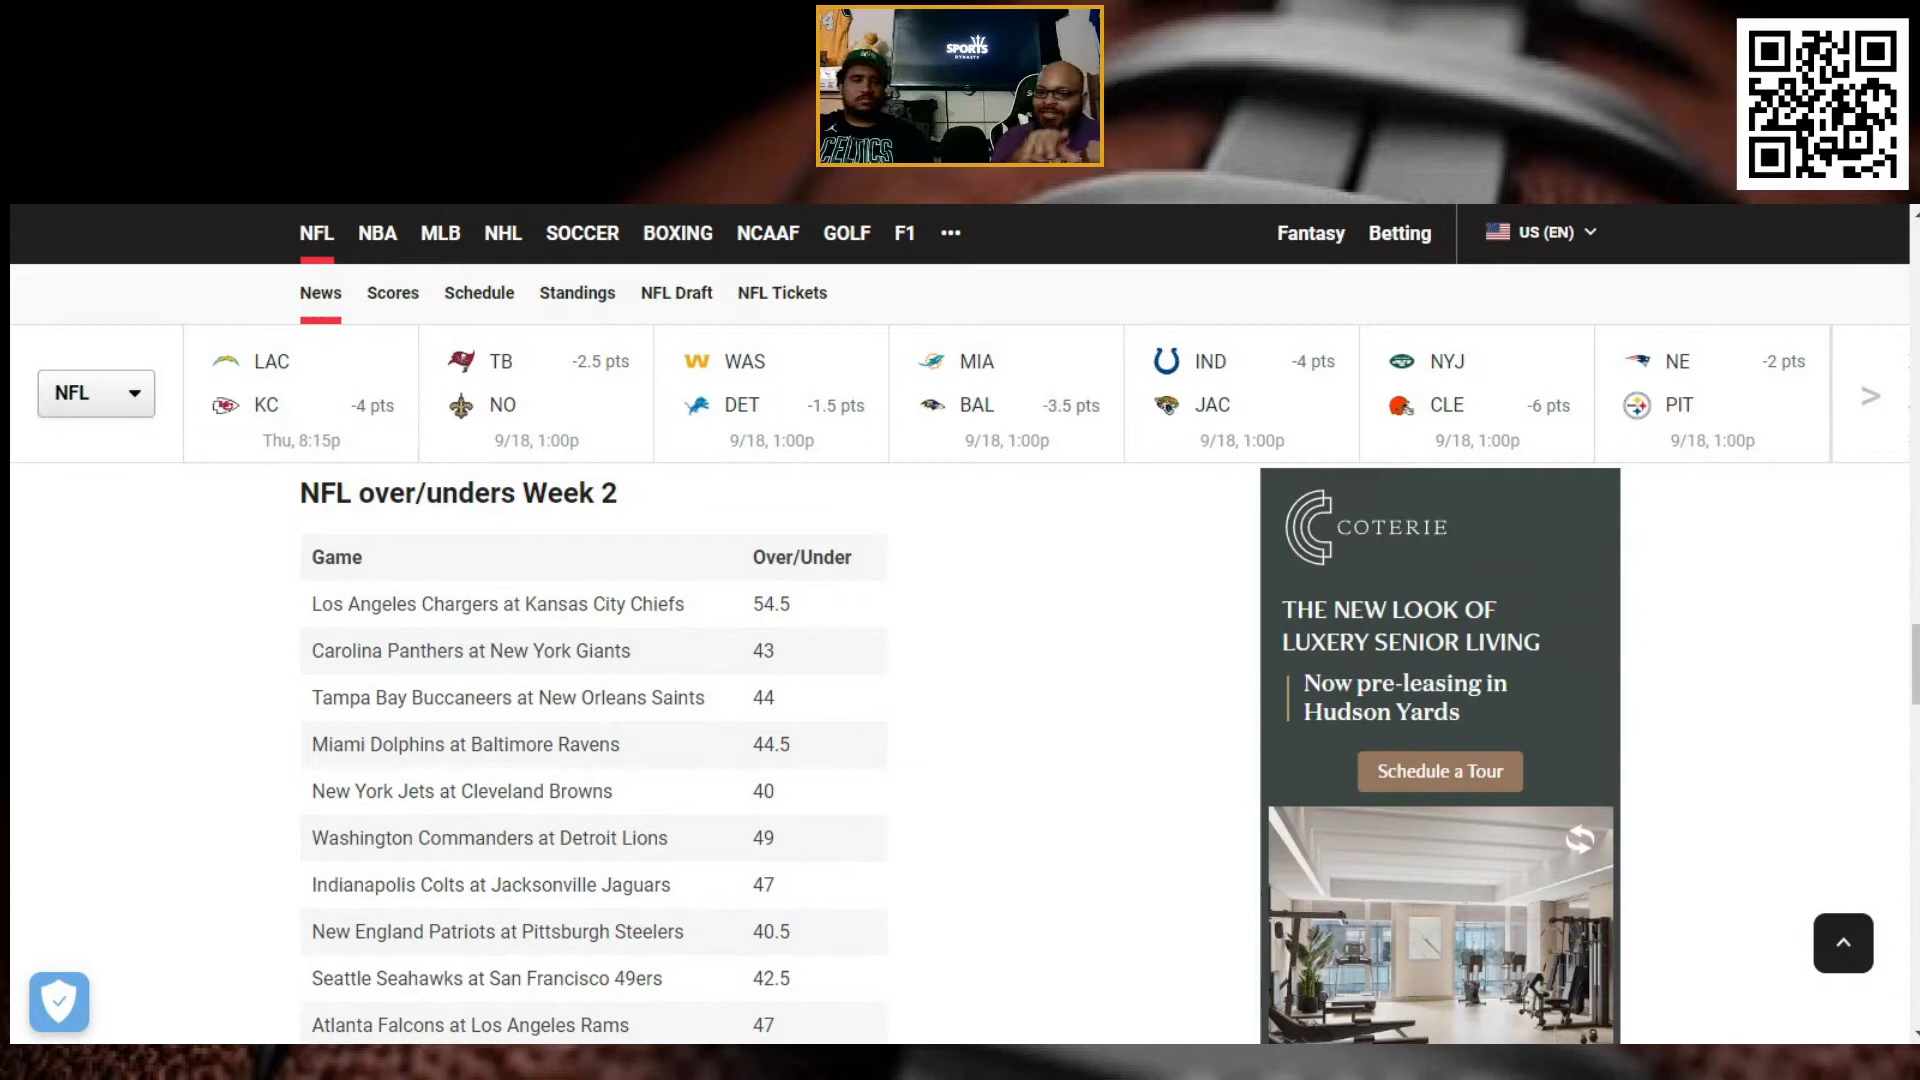 SPORTS
DYNASTY
CELTICS
NFL NBA MLB NHL SOCCER BOXING NCAAF GOLF F1 ••• Fantasy Betting US (EN)
News Scores Schedule Standings NFL Draft NFL Tickets
NFL
LAC
KC -4 pts
Thu, 8:15p
TB -2.5 pts
NO
9/18, 1:00p
WAS
DET -1.5 pts
9/18, 1:00p
MIA
BAL -3.5 pts
9/18, 1:00p
IND -4 pts
JAC
9/18, 1:00p
NYJ
CLE -6 pts
9/18, 1:00p
NE -2 pts
PIT
9/18, 1:00p
>
NFL over/unders Week 2
Game Over/Under
Los Angeles Chargers at Kansas City Chiefs 54.5
Carolina Panthers at New York Giants 43
Tampa Bay Buccaneers at New Orleans Saints 44
Miami Dolphins at Baltimore Ravens 44.5
New York Jets at Cleveland Browns 40
Washington Commanders at Detroit Lions 49
Indianapolis Colts at Jacksonville Jaguars 47
New England Patriots at Pittsburgh Steelers 40.5
Seattle Seahawks at San Francisco 49ers 42.5
Atlanta Falcons at Los Angeles Rams 47
COTERIE
THE NEW LOOK OF
LUXERY SENIOR LIVING
Now pre-leasing in
Hudson Yards
Schedule a Tour